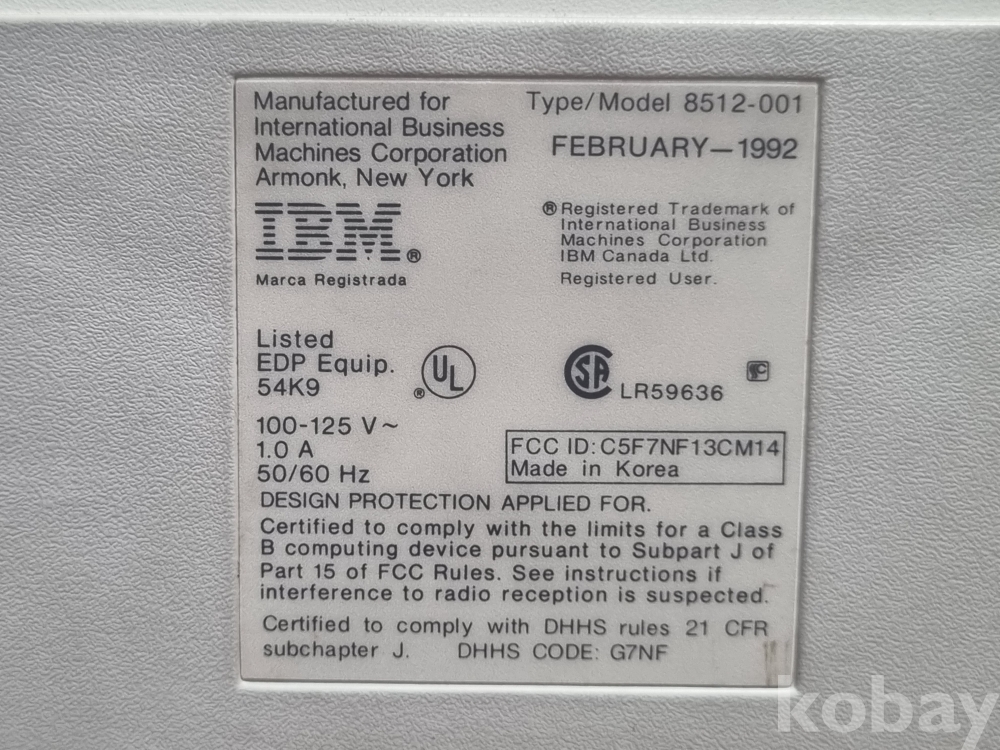 Manufactured for
International Business
Machines Corporation
Armonk, New York
Type/Model 8512-001
FEBRUARY—1992
IBM®
Marca Registrada
® Registered Trademark of
International Business
Machines Corporation
IBM Canada Ltd.
Registered User.
Listed
EDP Equip.
54K9
® UL
CSA LR59636
100-125 V~
1.0 A
50/60 Hz
FCC ID: C5F7NF13CM14
Made in Korea
DESIGN PROTECTION APPLIED FOR.
Certified to comply with the limits for a Class
B computing device pursuant to Subpart J of
Part 15 of FCC Rules. See instructions if
interference to radio reception is suspected.
Certified to comply with DHHS rules 21 CFR
subchapter J. DHHS CODE: G7NF
kobay